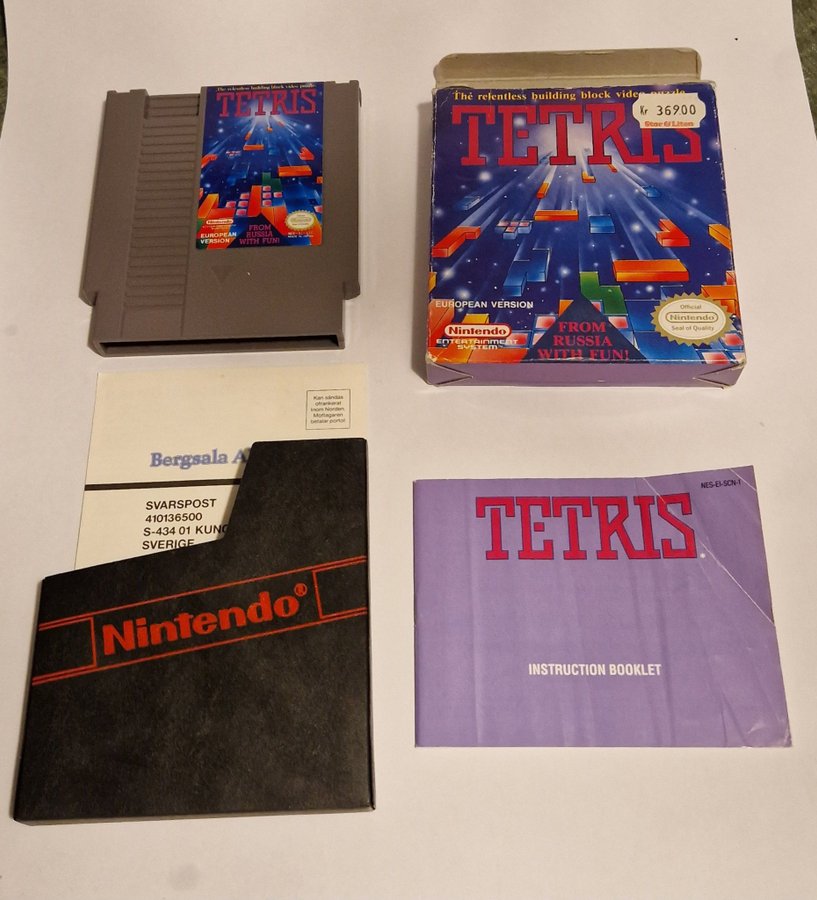 The relentless building block video puzzle.
TETRIS
Nintendo
EUROPEAN
VERSION
FROM
RUSSIA
WITH FUN!
The relentless building block video puzzle.
TETRIS
Kr 36900
Star & Liten
EUROPEAN VERSION
Nintendo
ENTERTAINMENT
SYSTEM
FROM
RUSSIA
WITH FUN!
Official
Nintendo
Seal of Quality
Kan sändas
ofrankerat
inom Norden.
Mottagaren
betalar portot
Bergsala A
SVARSPOST
410136500
S-434 01 KUNG
SVERIGE
Nintendo®
NES-EI-SCN-1
TETRIS
INSTRUCTION BOOKLET